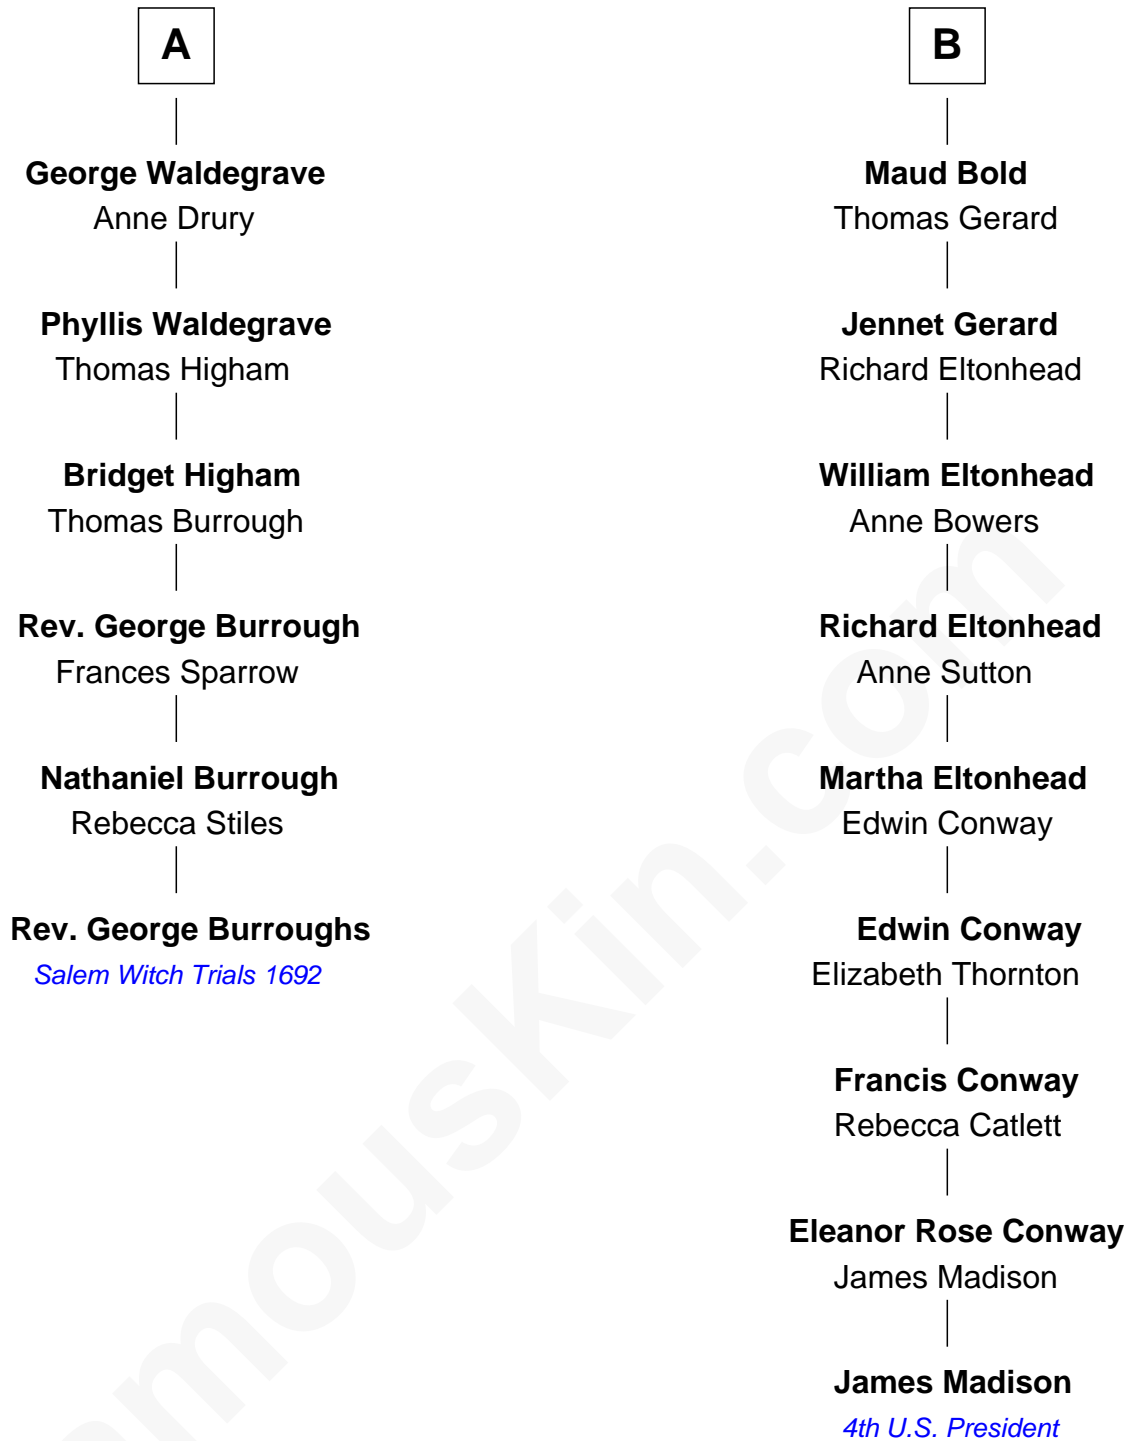 A
George Waldegrave
Anne Drury
Phyllis Waldegrave
Thomas Higham
Bridget Higham
Thomas Burrough
Rev. George Burrough
Frances Sparrow
Nathaniel Burrough
Rebecca Stiles
Rev. George Burroughs
Salem Witch Trials 1692
B
Maud Bold
Thomas Gerard
Jennet Gerard
Richard Eltonhead
William Eltonhead
Anne Bowers
Richard Eltonhead
Anne Sutton
Martha Eltonhead
Edwin Conway
Edwin Conway
Elizabeth Thornton
Francis Conway
Rebecca Catlett
Eleanor Rose Conway
James Madison
James Madison
4th U.S. President
amouskin.com